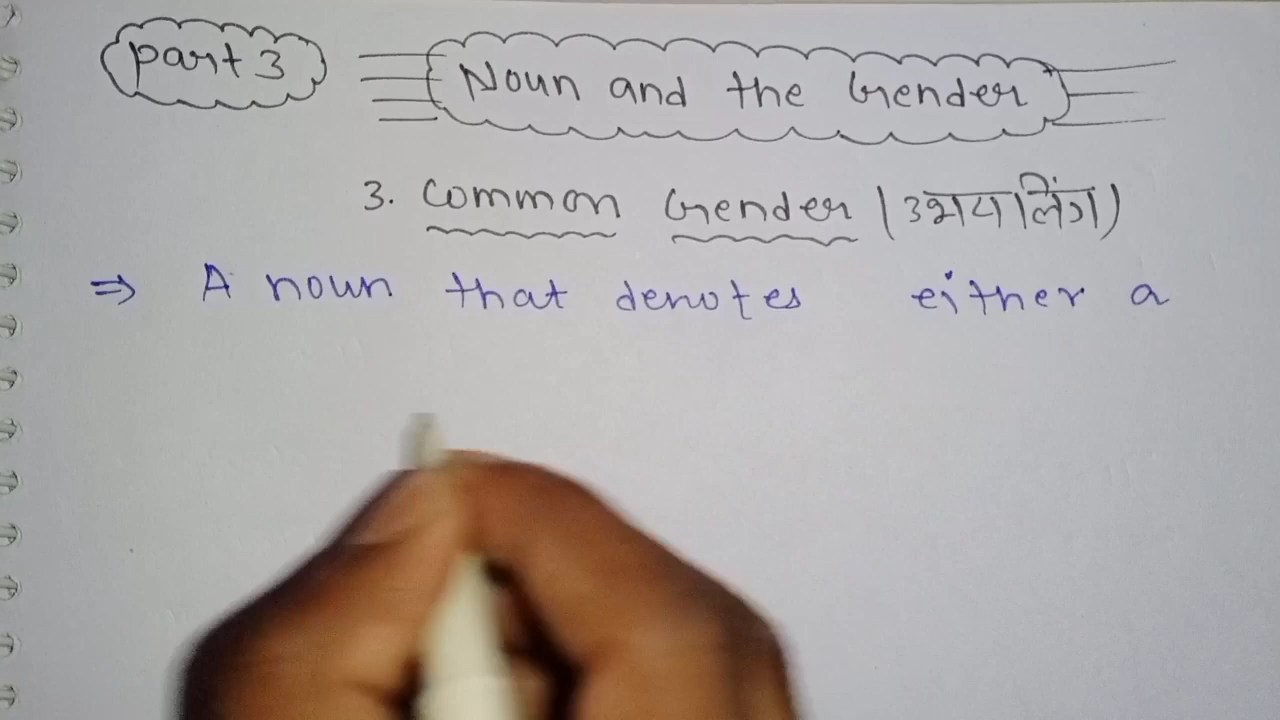 part 3
Noun and the Gender
3. Common Gender (उभयलिंग)
⇒ A noun that denotes either a